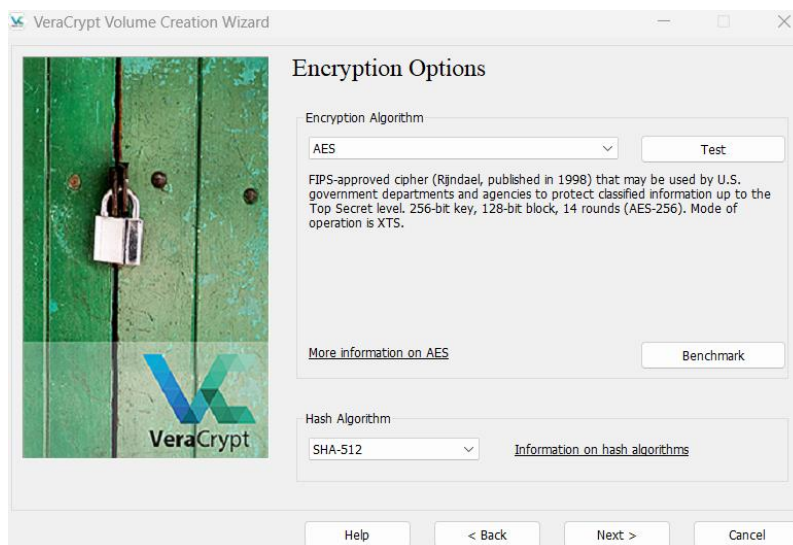 VeraCrypt Volume Creation Wizard
Encryption Options
Encryption Algorithm
AES
Test
FIPS-approved cipher (Rijndael, published in 1998) that may be used by U.S.
government departments and agencies to protect classified information up to the
Top Secret level. 256-bit key, 128-bit block, 14 rounds (AES-256). Mode of
operation is XTS.
More information on AES
Benchmark
VeraCrypt
Hash Algorithm
SHA-512
Information on hash algorithms
Help
< Back
Next >
Cancel